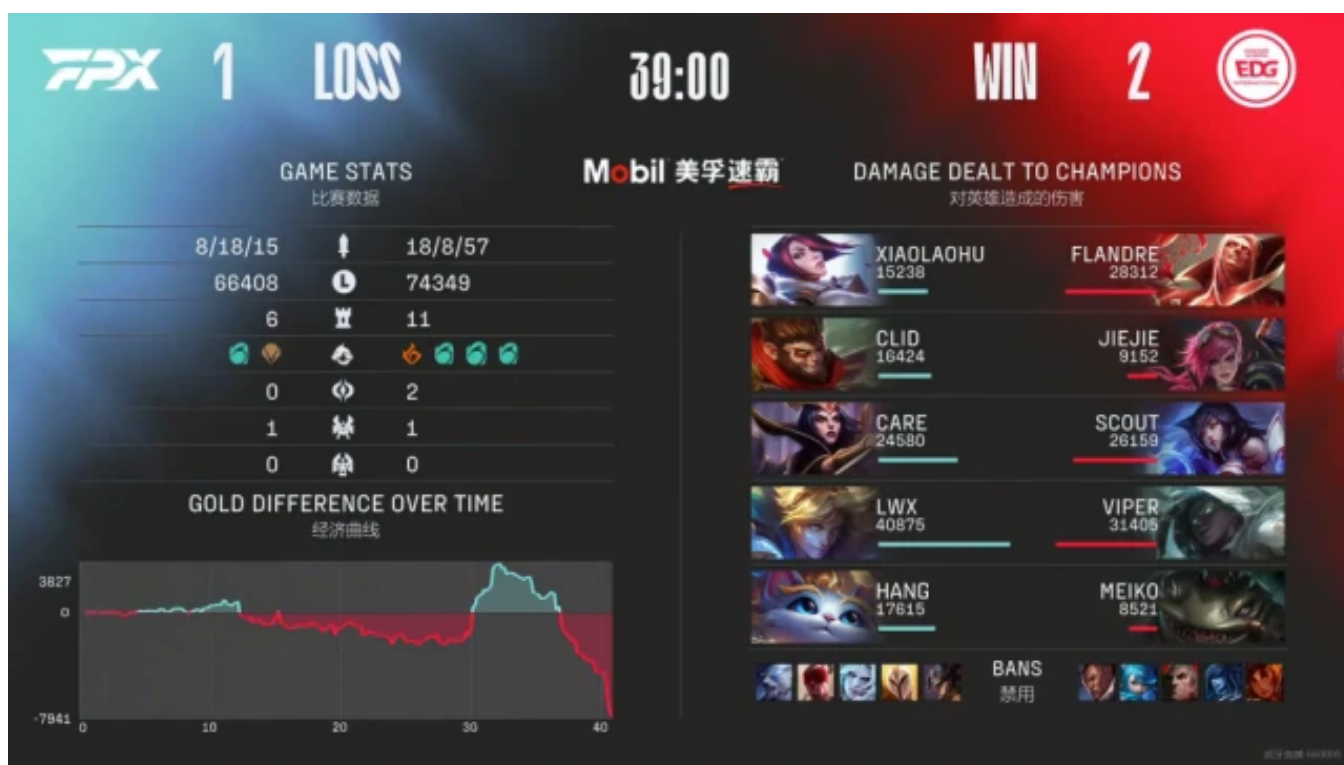 FPX 1 LOSS 39:00 WIN 2 EDG
GAME STATS
比赛数据
Mobil 美孚速霸
DAMAGE DEALT TO CHAMPIONS
对英雄造成的伤害
8/18/15 18/8/57
66408 L 74349
6 11
0 2
1 1
0 0
GOLD DIFFERENCE OVER TIME
经济曲线
3827
0
-7941
0 10 20 30 40
XIAOLAOHU FLANDRE
15238 28312
CLID JIEJIE
16424 9152
CARE SCOUT
24580 26159
LWX VIPER
40875 31405
HANG MEIKO
17615 8521
BANS
禁用